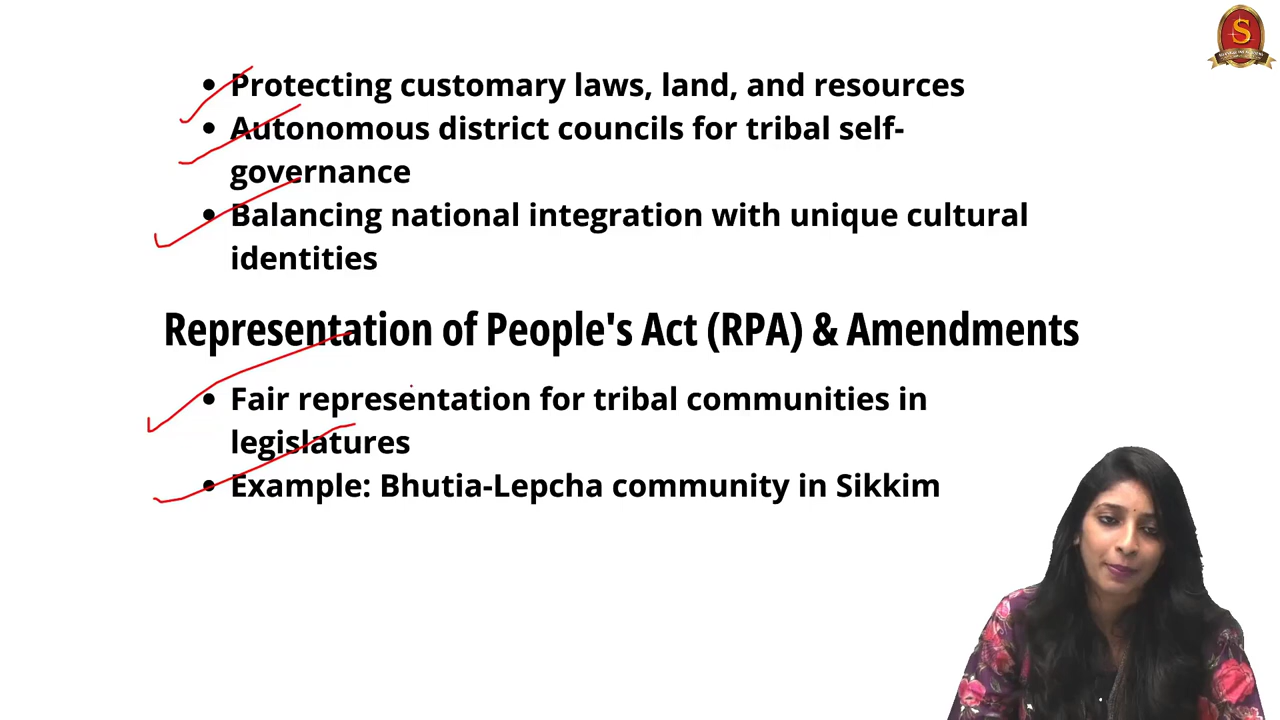 S
• Protecting customary laws, land, and resources
• Autonomous district councils for tribal self-
governance
• Balancing national integration with unique cultural
identities
Representation of People's Act (RPA) & Amendments
• Fair representation for tribal communities in
legislatures
• Example: Bhutia-Lepcha community in Sikkim